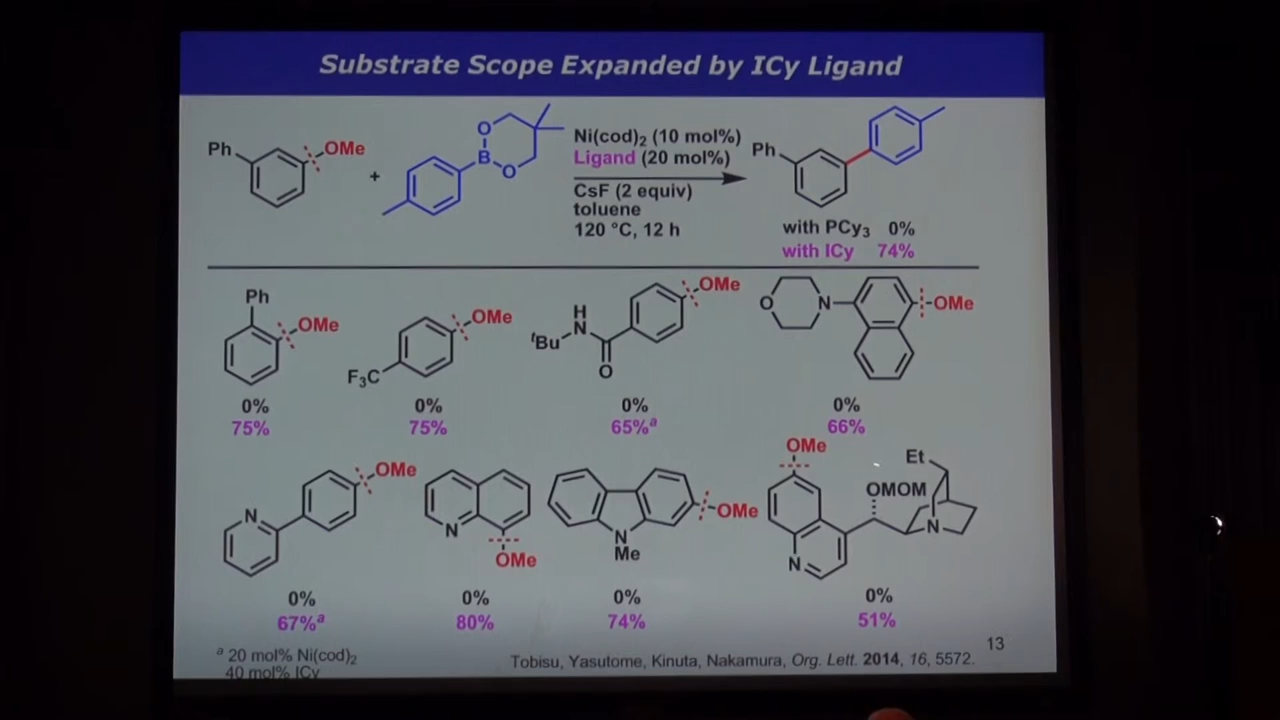 Substrate Scope Expanded by ICy Ligand
Ph
OMe
+
O
B
O
Ni(cod)₂ (10 mol%)
Ligand (20 mol%)
CsF (2 equiv)
toluene
120 °C, 12 h
Ph
with PCy₃ 0%
with ICy 74%
Ph
OMe
0%
75%
OMe
F₃C
0%
75%
OMe
H
N
ᵗBu
O
0%
65%ᵃ
O
N
OMe
0%
66%
OMe
N
0%
67%ᵃ
N
OMe
0%
80%
OMe
N
Me
0%
74%
OMe
Et
OMOM
N
N
0%
51%
ᵃ 20 mol% Ni(cod)₂
40 mol% ICy
13
Tobisu, Yasutome, Kinuta, Nakamura, Org. Lett. 2014, 16, 5572.